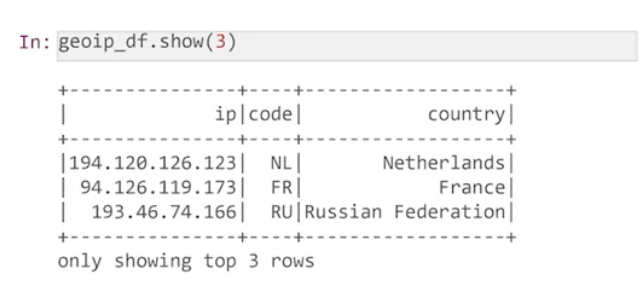 In: geoip_df.show(3)
+---------------+----+------------------+
|             ip|code|           country|
+---------------+----+------------------+
|194.120.126.123|  NL|       Netherlands|
| 94.126.119.173|  FR|            France|
|  193.46.74.166|  RU|Russian Federation|
+---------------+----+------------------+
only showing top 3 rows